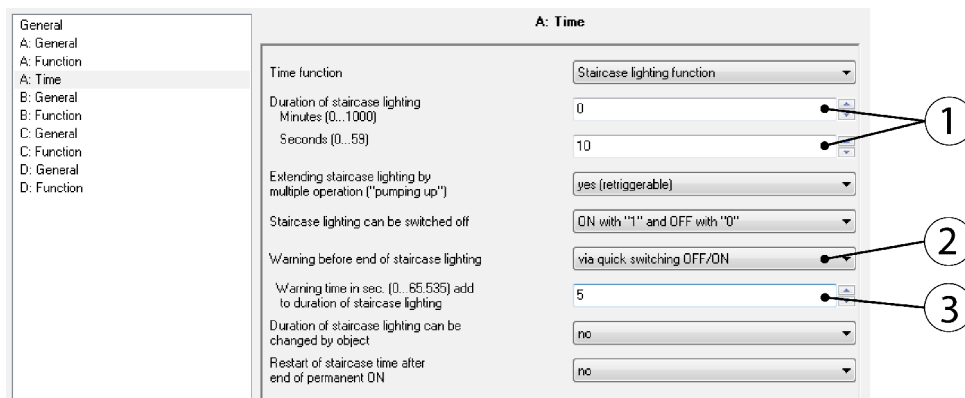 General
A: General
A: Function
A: Time
B: General
B: Function
C: General
C: Function
D: General
D: Function
A: Time
Time function
Staircase lighting function
Duration of staircase lighting
Minutes (0...1000)
0
Seconds (0...59)
10
1
Extending staircase lighting by
multiple operation ("pumping up")
yes (retriggerable)
Staircase lighting can be switched off
ON with "1" and OFF with "0"
Warning before end of staircase lighting
via quick switching OFF/ON
2
Warning time in sec. (0...65.535) add
to duration of staircase lighting
5
3
Duration of staircase lighting can be
changed by object
no
Restart of staircase time after
end of permanent ON
no